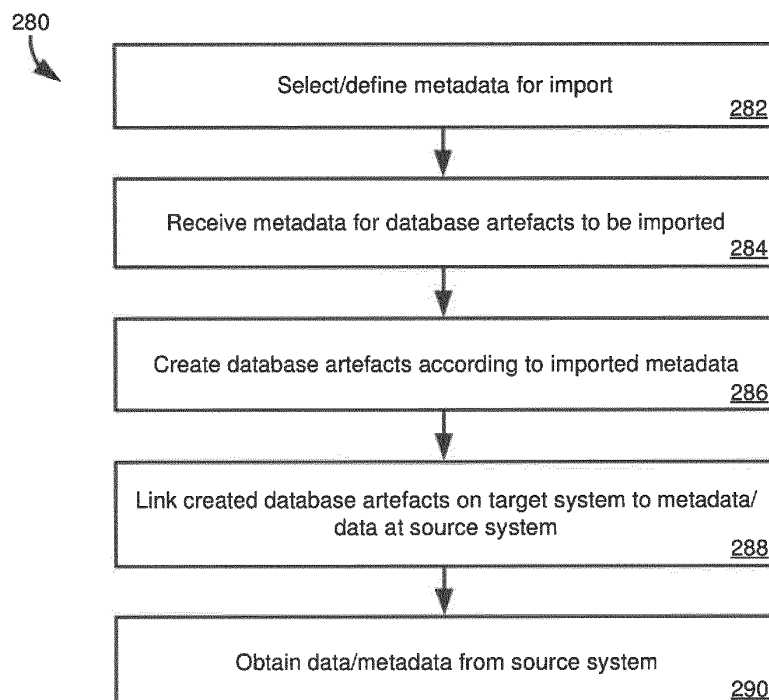 280
Select/define metadata for import
282
Receive metadata for database artefacts to be imported
284
Create database artefacts according to imported metadata
286
Link created database artefacts on target system to metadata/
data at source system
288
Obtain data/metadata from source system
290